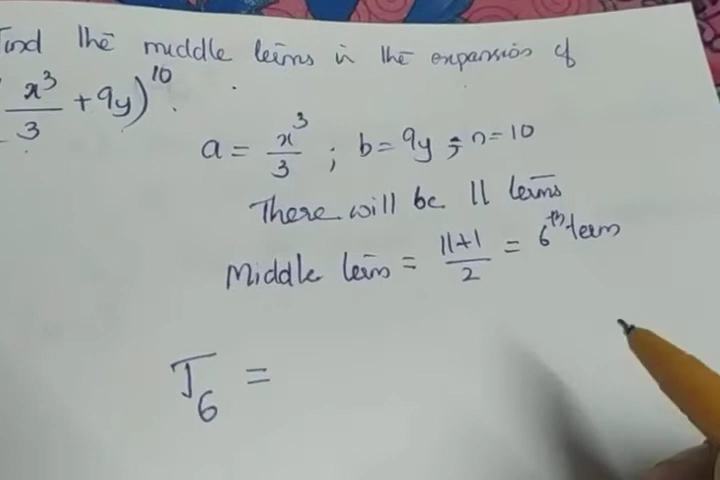 Find the middle terms in the expansion of
(x³/3 + 9y)¹⁰.
a = x³/3 ; b = 9y ; n = 10
There will be 11 terms
Middle term = 11+1/2 = 6th term
T₆ =